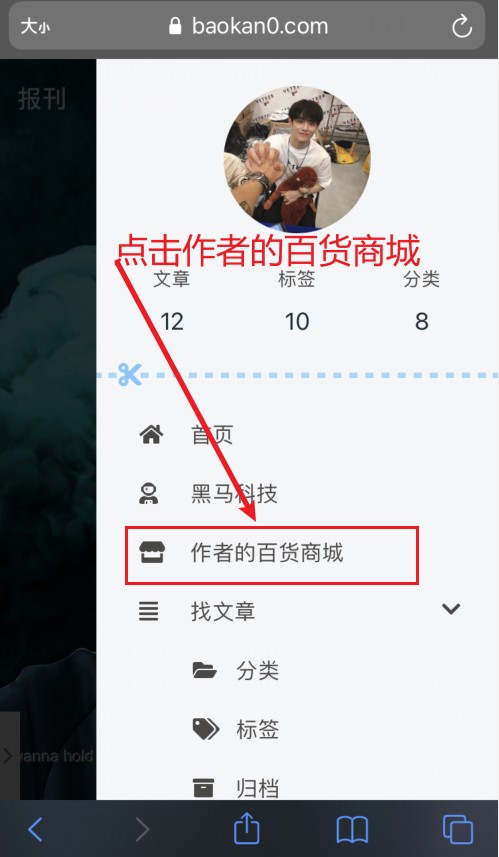 大小 baokan0.com
报刊
点击作者的百货商城
文章 标签 分类
12 10 8
首页
黑马科技
作者的百货商城
找文章
分类
标签
wanna hold
归档